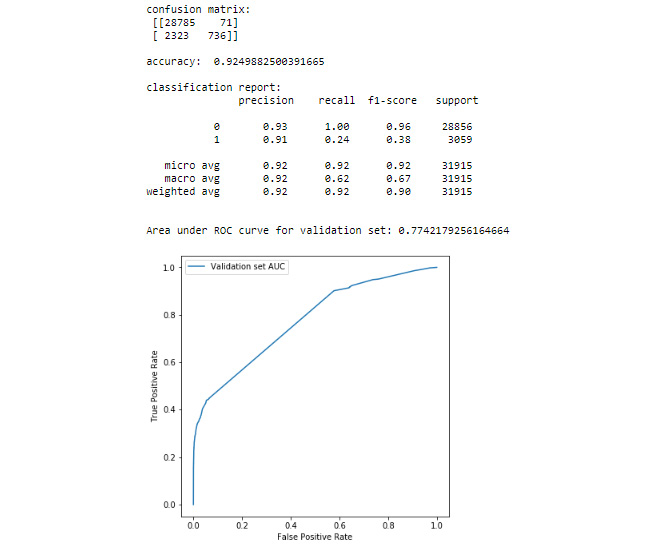 confusion matrix:
[[28785 71]
[ 2323 736]]
accuracy: 0.9249882500391665
classification report:
precision recall f1-score support
0 0.93 1.00 0.96 28856
1 0.91 0.24 0.38 3059
micro avg 0.92 0.92 0.92 31915
macro avg 0.92 0.62 0.67 31915
weighted avg 0.92 0.92 0.90 31915
Area under ROC curve for validation set: 0.7742179256164664
Validation set AUC
1.0
0.8
0.6
0.4
0.2
0.0
True Positive Rate
0.0 0.2 0.4 0.6 0.8 1.0
False Positive Rate